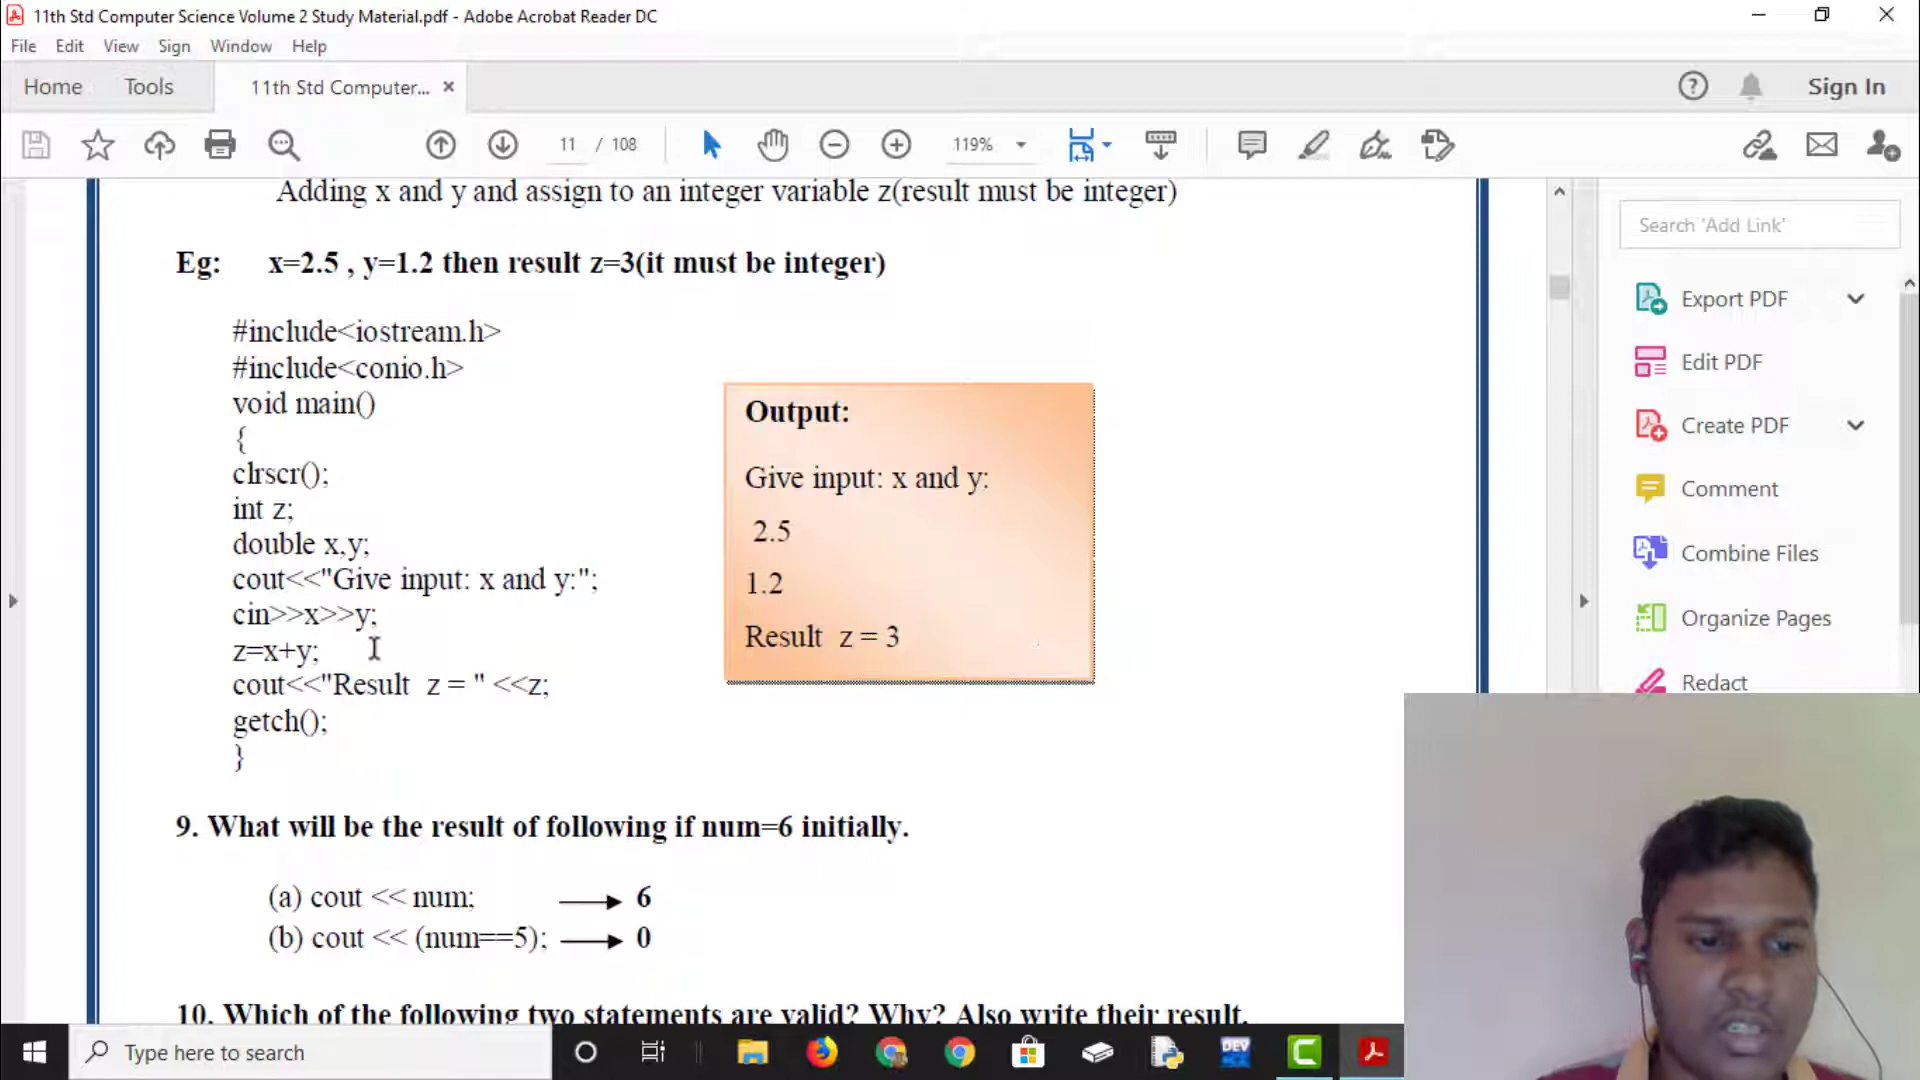 11th Std Computer Science Volume 2 Study Material.pdf - Adobe Acrobat Reader DC
File Edit View Sign Window Help
Home Tools 11th Std Computer... × Sign In
11 / 108 119%
Adding x and y and assign to an integer variable z(result must be integer)
Eg: x=2.5 , y=1.2 then result z=3(it must be integer)
#include<iostream.h>
#include<conio.h>
void main()
{
clrscr();
int z;
double x,y;
cout<<"Give input: x and y:";
cin>>x>>y;
z=x+y;
cout<<"Result z = " <<z;
getch();
}
Output:
Give input: x and y:
2.5
1.2
Result z = 3
9. What will be the result of following if num=6 initially.
(a) cout << num; 6
(b) cout << (num==5); 0
10. Which of the following two statements are valid? Why? Also write their result.
Search 'Add Link'
Export PDF
Edit PDF
Create PDF
Comment
Combine Files
Organize Pages
Redact
Type here to search
DEV